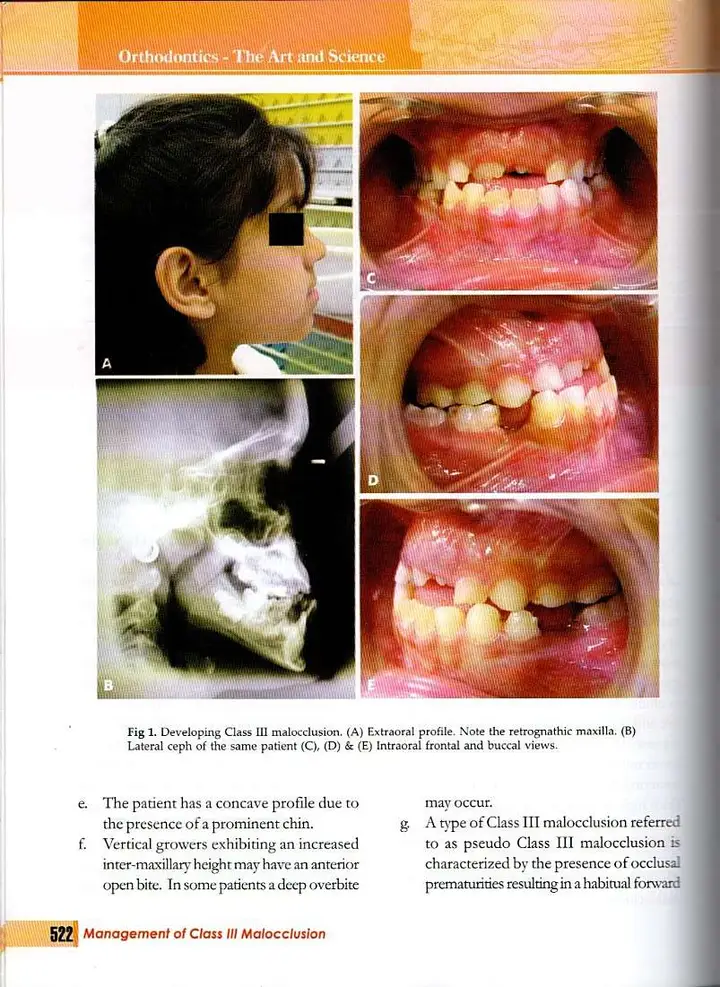 Orthodontics - The Art and Science
A
C
D
B
E
Fig 1. Developing Class III malocclusion. (A) Extraoral profile. Note the retrognathic maxilla. (B)
Lateral ceph of the same patient (C), (D) & (E) Intraoral frontal and buccal views.
e. The patient has a concave profile due to
the presence of a prominent chin.
f. Vertical growers exhibiting an increased
inter-maxillary height may have an anterior
open bite. In some patients a deep overbite
may occur.
g. A type of Class III malocclusion referred
to as pseudo Class III malocclusion is
characterized by the presence of occlusal
prematurities resulting in a habitual forward
522 Management of Class III Malocclusion